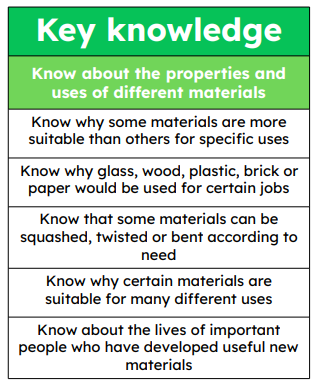 Key knowledge
Know about the properties and
uses of different materials
Know why some materials are more
suitable than others for specific uses
Know why glass, wood, plastic, brick or
paper would be used for certain jobs
Know that some materials can be
squashed, twisted or bent according to
need
Know why certain materials are
suitable for many different uses
Know about the lives of important
people who have developed useful new
materials